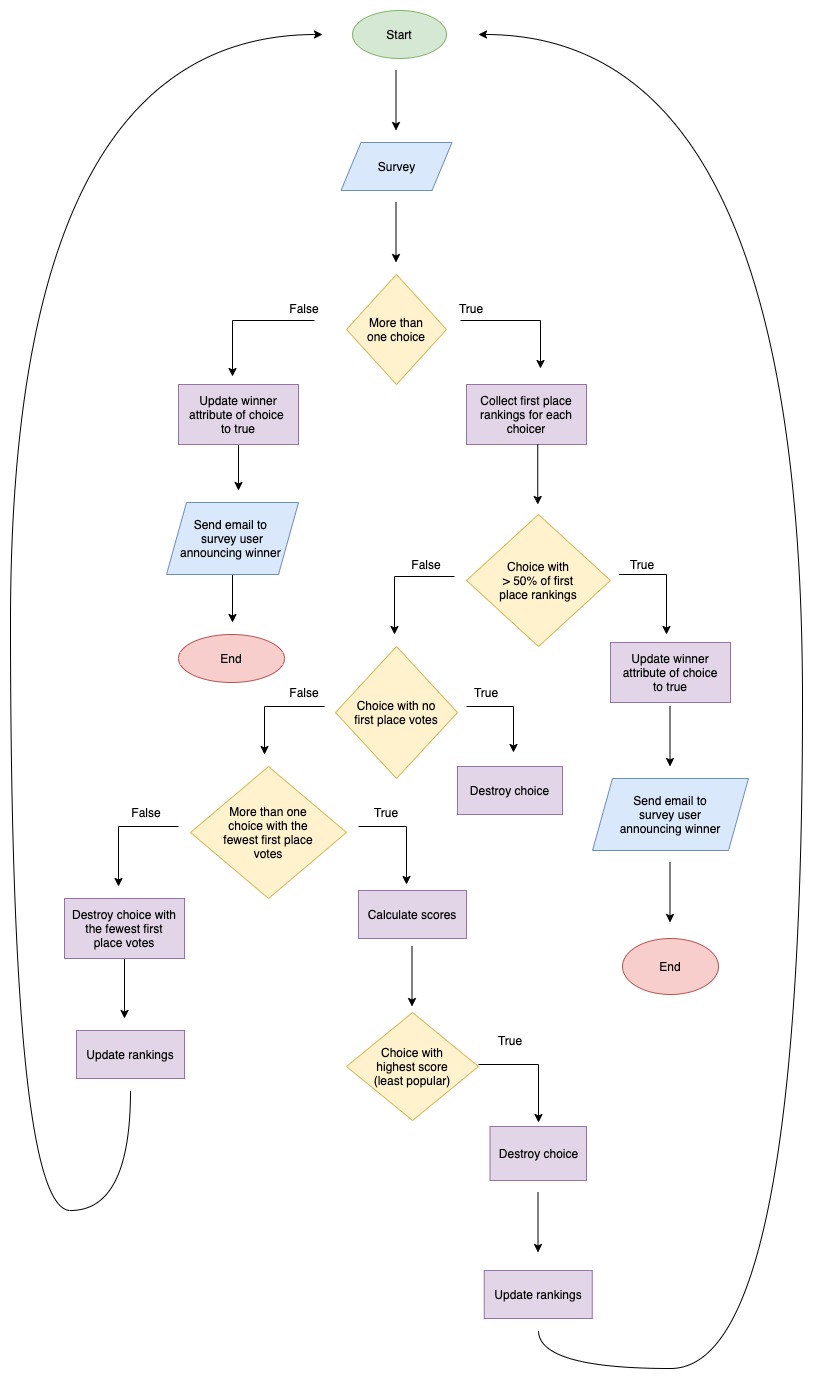 Start
Survey
False
True
More than
one choice
Update winner
attribute of choice
to true
Collect first place
rankings for each
choicer
Send email to
survey user
announcing winner
False
Choice with
> 50% of first
place rankings
True
End
Update winner
attribute of choice
to true
False
Choice with no
first place votes
True
Destroy choice
False
More than one
choice with the
fewest first place
votes
True
Send email to
survey user
announcing winner
Destroy choice with
the fewest first
place votes
Calculate scores
End
Update rankings
Choice with
highest score
(least popular)
True
Destroy choice
Update rankings